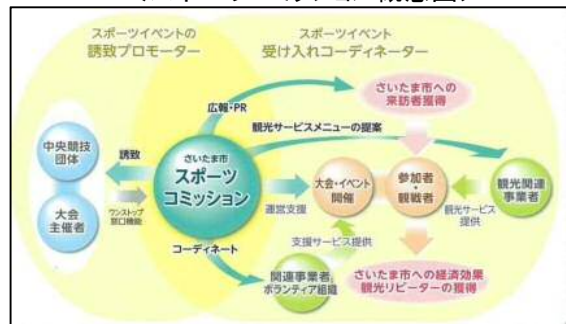 スポーツイベントの
誘致プロモーター
スポーツイベント
受け入れコーディネーター
広報・PR
さいたま市への
来訪者獲得
観光サービスメニューの提案
中央競技
団体
誘致
さいたま市
スポーツ
コミッション
大会・イベント
開催
参加者・
観戦者
観光関連
事業者
大会
主催者
ワンストップ
窓口機能
運営支援
観光サービス
提供
コーディネート
支援サービス提供
関連事業者
ボランティア組織
さいたま市への経済効果
観光リピーターの獲得